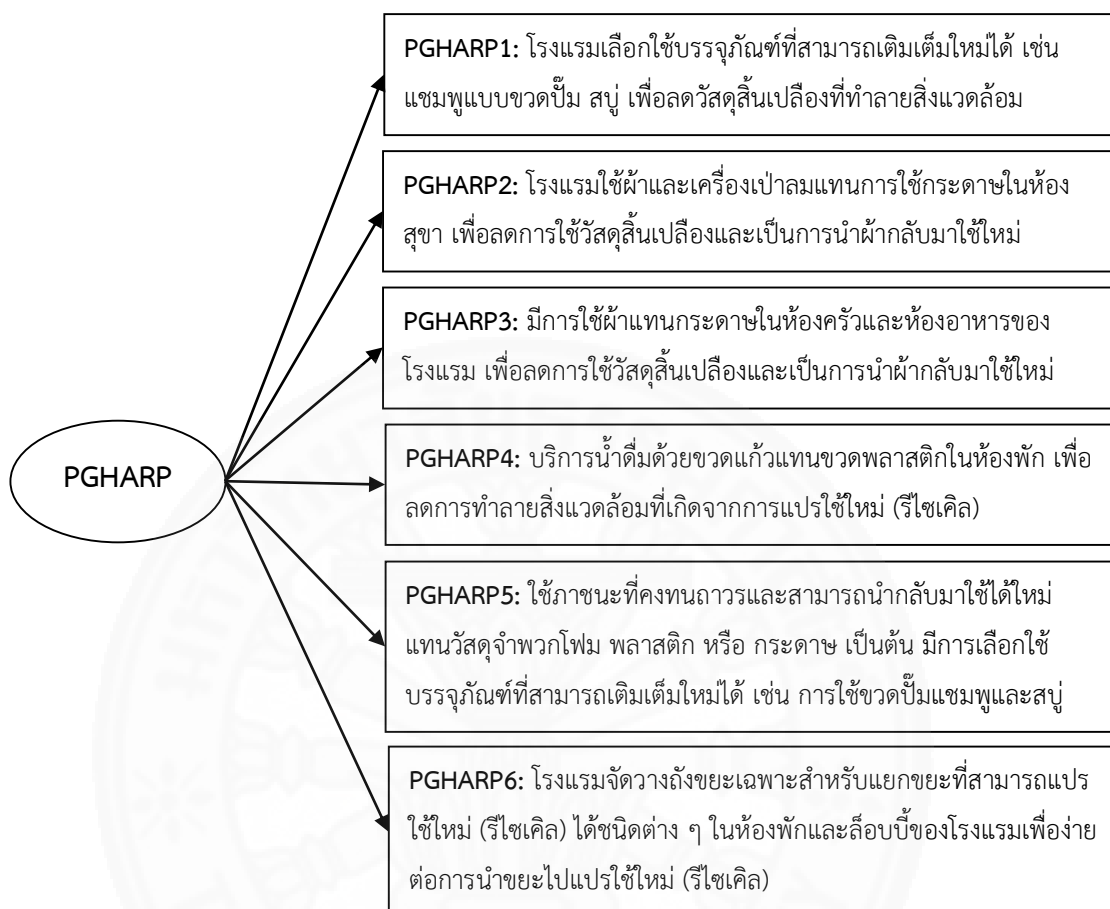 PGHARP1: โรงแรมเลือกใช้บรรจุภัณฑ์ที่สามารถเติมเต็มใหม่ได้ เช่น
แชมพูแบบขวดปั๊ม สบู่ เพื่อลดวัสดุสิ้นเปลืองที่ทำลายสิ่งแวดล้อม
PGHARP2: โรงแรมใช้ผ้าและเครื่องเป่าลมแทนการใช้กระดาษในห้อง
สุขา เพื่อลดการใช้วัสดุสิ้นเปลืองและเป็นการนำผ้ากลับมาใช้ใหม่
PGHARP3: มีการใช้ผ้าแทนกระดาษในห้องครัวและห้องอาหารของ
โรงแรม เพื่อลดการใช้วัสดุสิ้นเปลืองและเป็นการนำผ้ากลับมาใช้ใหม่
PGHARP
PGHARP4: บริการน้ำดื่มด้วยขวดแก้วแทนขวดพลาสติกในห้องพัก เพื่อ
ลดการทำลายสิ่งแวดล้อมที่เกิดจากการแปรใช้ใหม่ (รีไซเคิล)
PGHARP5: ใช้ภาชนะที่คงทนถาวรและสามารถนำกลับมาใช้ได้ใหม่
แทนวัสดุจำพวกโฟม พลาสติก หรือ กระดาษ เป็นต้น มีการเลือกใช้
บรรจุภัณฑ์ที่สามารถเติมเต็มใหม่ได้ เช่น การใช้ขวดปั๊มแชมพูและสบู่
PGHARP6: โรงแรมจัดวางถังขยะเฉพาะสำหรับแยกขยะที่สามารถแปร
ใช้ใหม่ (รีไซเคิล) ได้ชนิดต่าง ๆ ในห้องพักและล็อบบี้ของโรงแรมเพื่อง่าย
ต่อการนำขยะไปแปรใช้ใหม่ (รีไซเคิล)